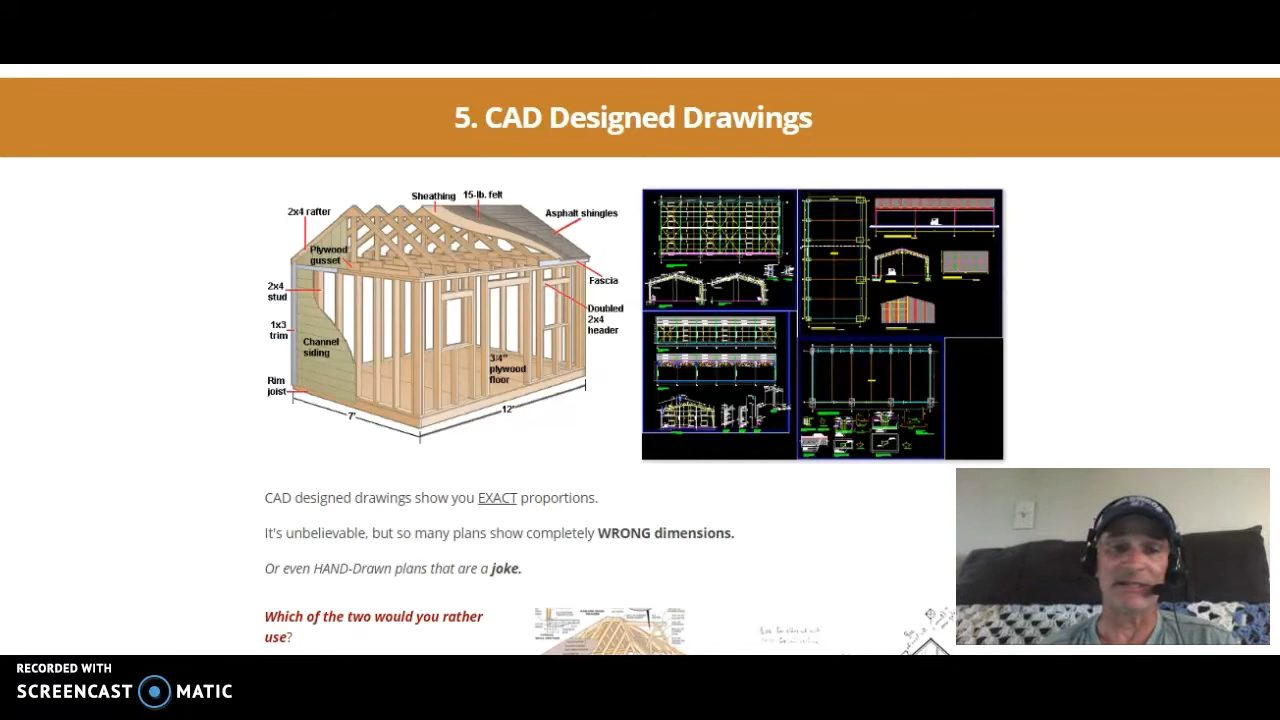 5. CAD Designed Drawings
Sheathing
15-lb. felt
2x4 rafter
Asphalt shingles
Plywood
gusset
Fascia
2x4
stud
Doubled
2x4
header
1x3
trim
Channel
siding
3/4"
plywood
floor
Rim
joist
7'
12'
CAD designed drawings show you EXACT proportions.
It's unbelievable, but so many plans show completely WRONG dimensions.
Or even HAND-Drawn plans that are a joke.
Which of the two would you rather
use?
RECORDED WITH
SCREENCAST MATIC